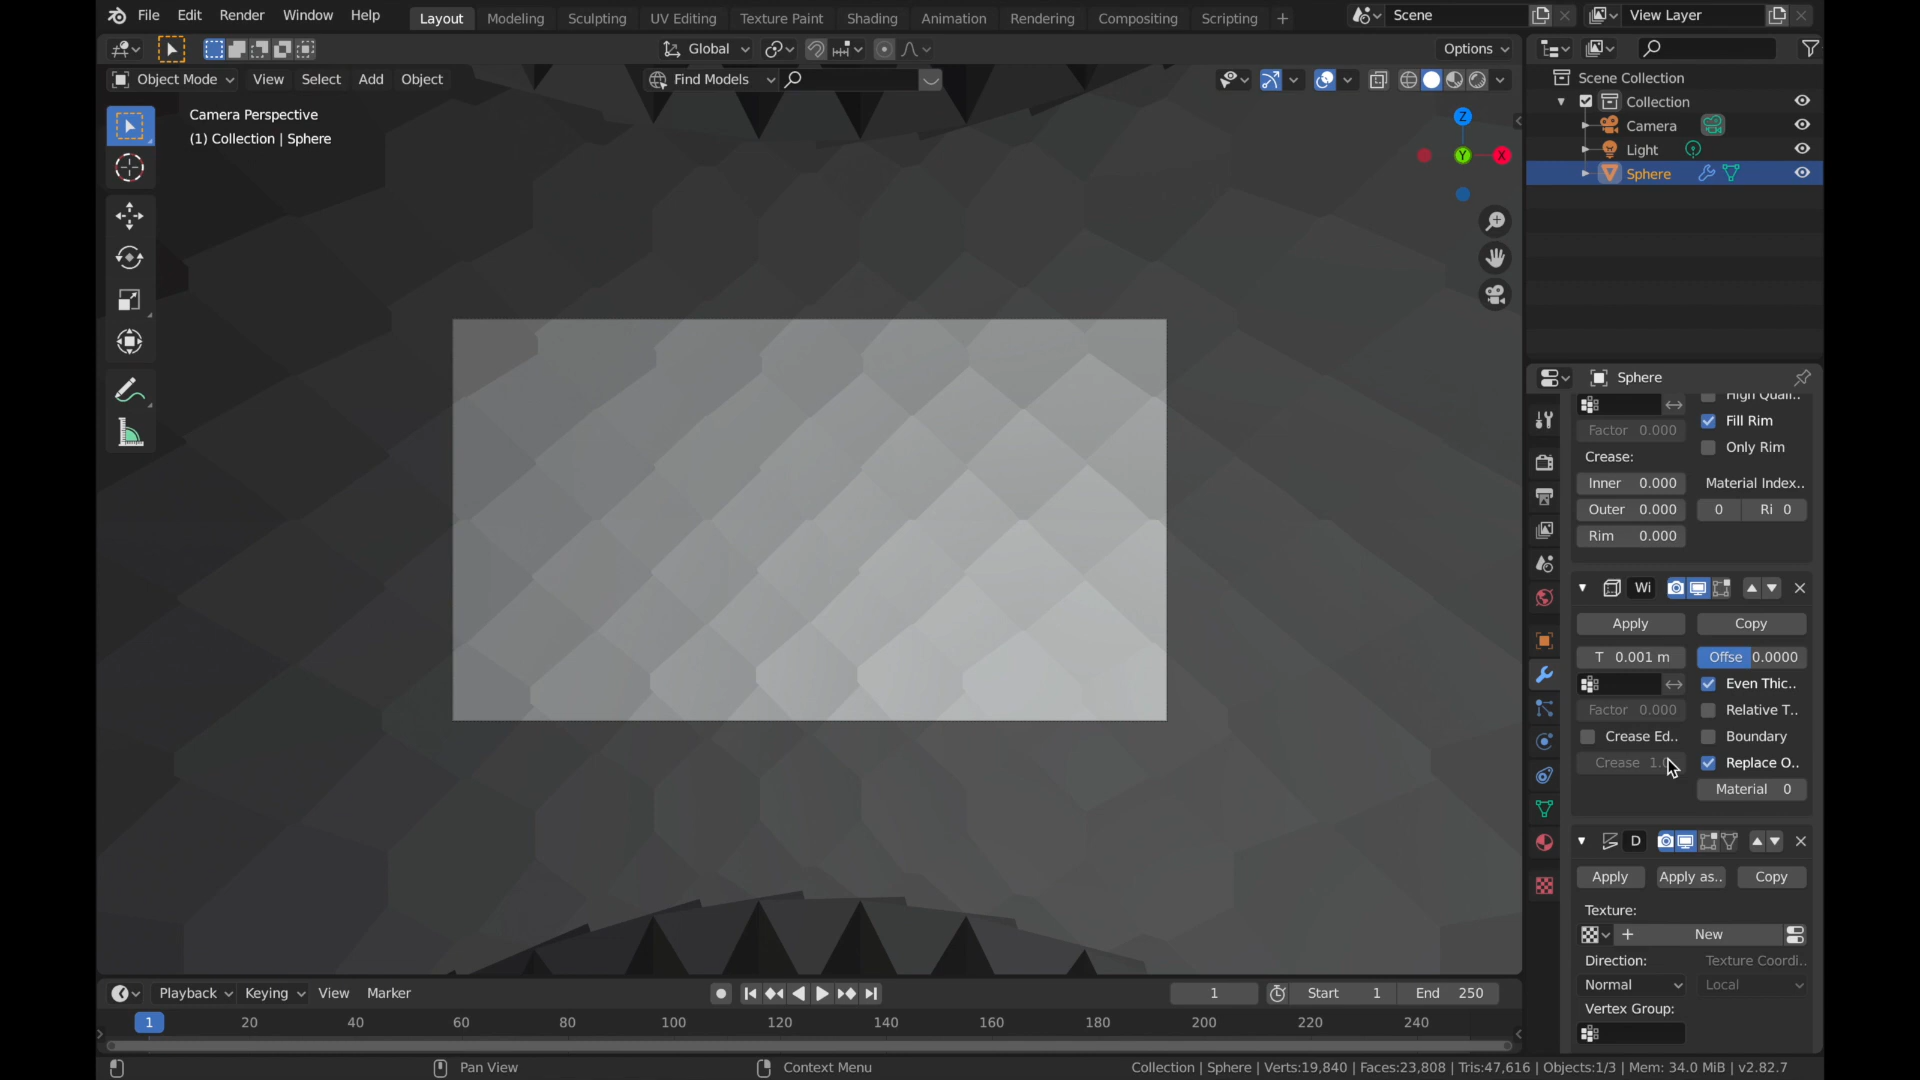 File Edit Render Window Help Layout Modeling Sculpting UV Editing Texture Paint Shading Animation Rendering Compositing Scripting + Scene View Layer
Global Options
Object Mode View Select Add Object Find Models
Scene Collection
Collection
Camera
Light
Sphere
Camera Perspective
(1) Collection | Sphere
Z
Y
X
Sphere
High Quali..
Fill Rim
Factor 0.000
Only Rim
Crease:
Inner 0.000 Material Index..
Outer 0.000 0 Ri 0
Rim 0.000
Wi
Apply Copy
T 0.001 m Offse 0.0000
Even Thic..
Factor 0.000 Relative T..
Crease Ed.. Boundary
Crease Replace O..
Material 0
D
Apply Apply as.. Copy
Texture:
+ New
Direction: Texture Coordi..
Normal Local
Vertex Group:
Playback Keying View Marker 1 Start 1 End 250
1 20 40 60 80 100 120 140 160 180 200 220 240
Pan View Context Menu Collection | Sphere | Verts:19,840 | Faces:23,808 | Tris:47,616 | Objects:1/3 | Mem: 34.0 MiB | v2.82.7